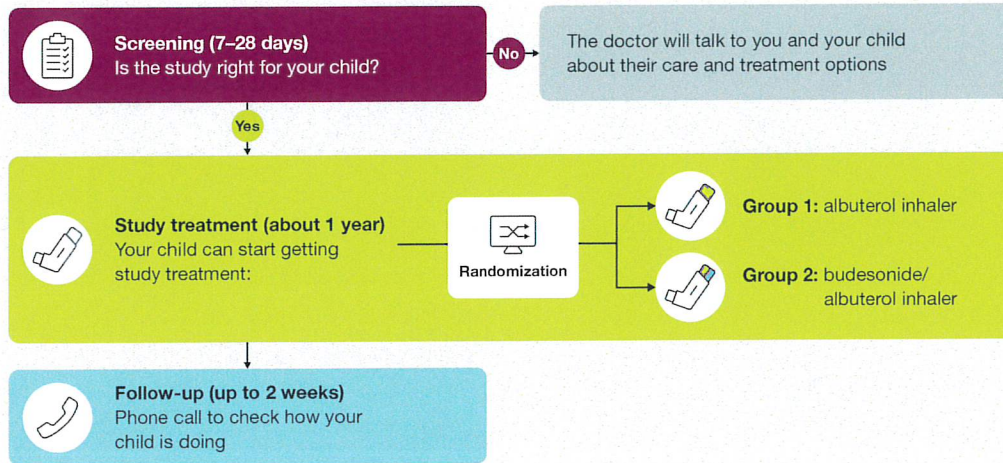 Screening (7–28 days)
Is the study right for your child?
No
The doctor will talk to you and your child
about their care and treatment options
Yes
Study treatment (about 1 year)
Your child can start getting
study treatment:
Randomization
Group 1: albuterol inhaler
Group 2: budesonide/
albuterol inhaler
Follow-up (up to 2 weeks)
Phone call to check how your
child is doing